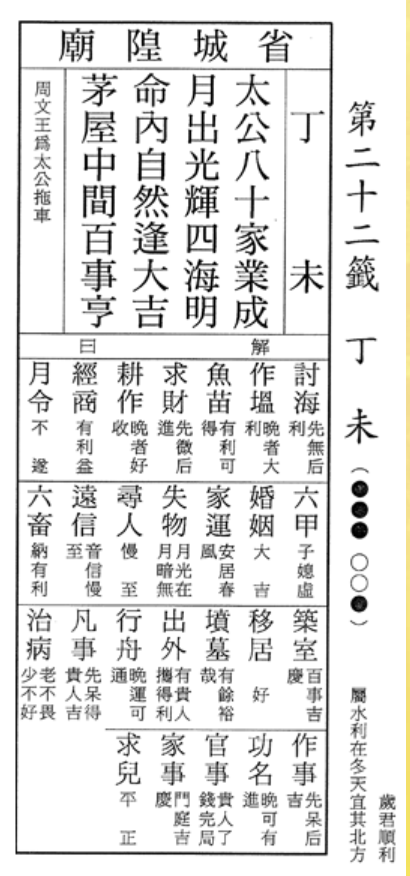 第二十二籤 丁未(●●● ○○●)
歲君順利
屬水利在冬天宜其北方
省城隍廟
丁未
太公八十家業成
月出光輝四海明
命內自然逢大吉
茅屋中間百事亨
周文王為太公拖車
解曰
討海 先無后利
作塭 晚者大利
魚苗 有利可得
求財 先微后進
耕作 晚者好收
經商 有利益
月令 不遂
六甲 子媳虛
婚姻 大吉
家運 安居春風
失物 月光在月暗無
尋人 慢至
遠信 音信慢至
六畜 納有利
築室 百事吉慶
移居 好
墳墓 有餘裕哉
出外 有貴人攜得利
行舟 晚運可通
凡事 先呆得貴人吉
治病 老不畏少不好
作事 先呆后吉
功名 晚可有進
官事 貴人了錢完局
家事 門庭吉慶
求兒 平正